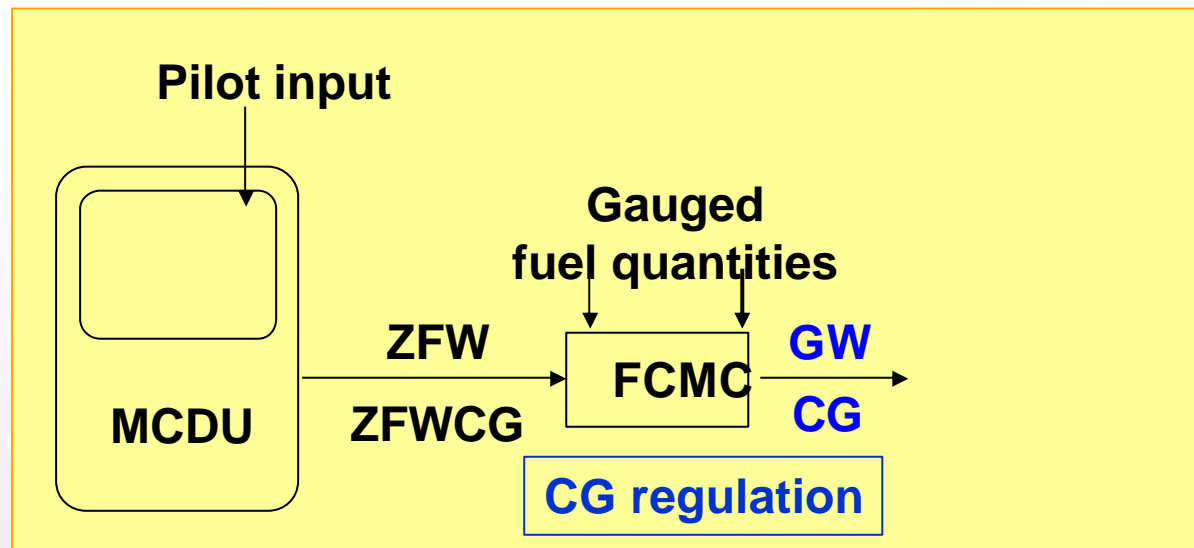 Pilot input
Gauged
fuel quantities
ZFW
GW
FCMC
MCDU
ZFWCG
CG
CG regulation